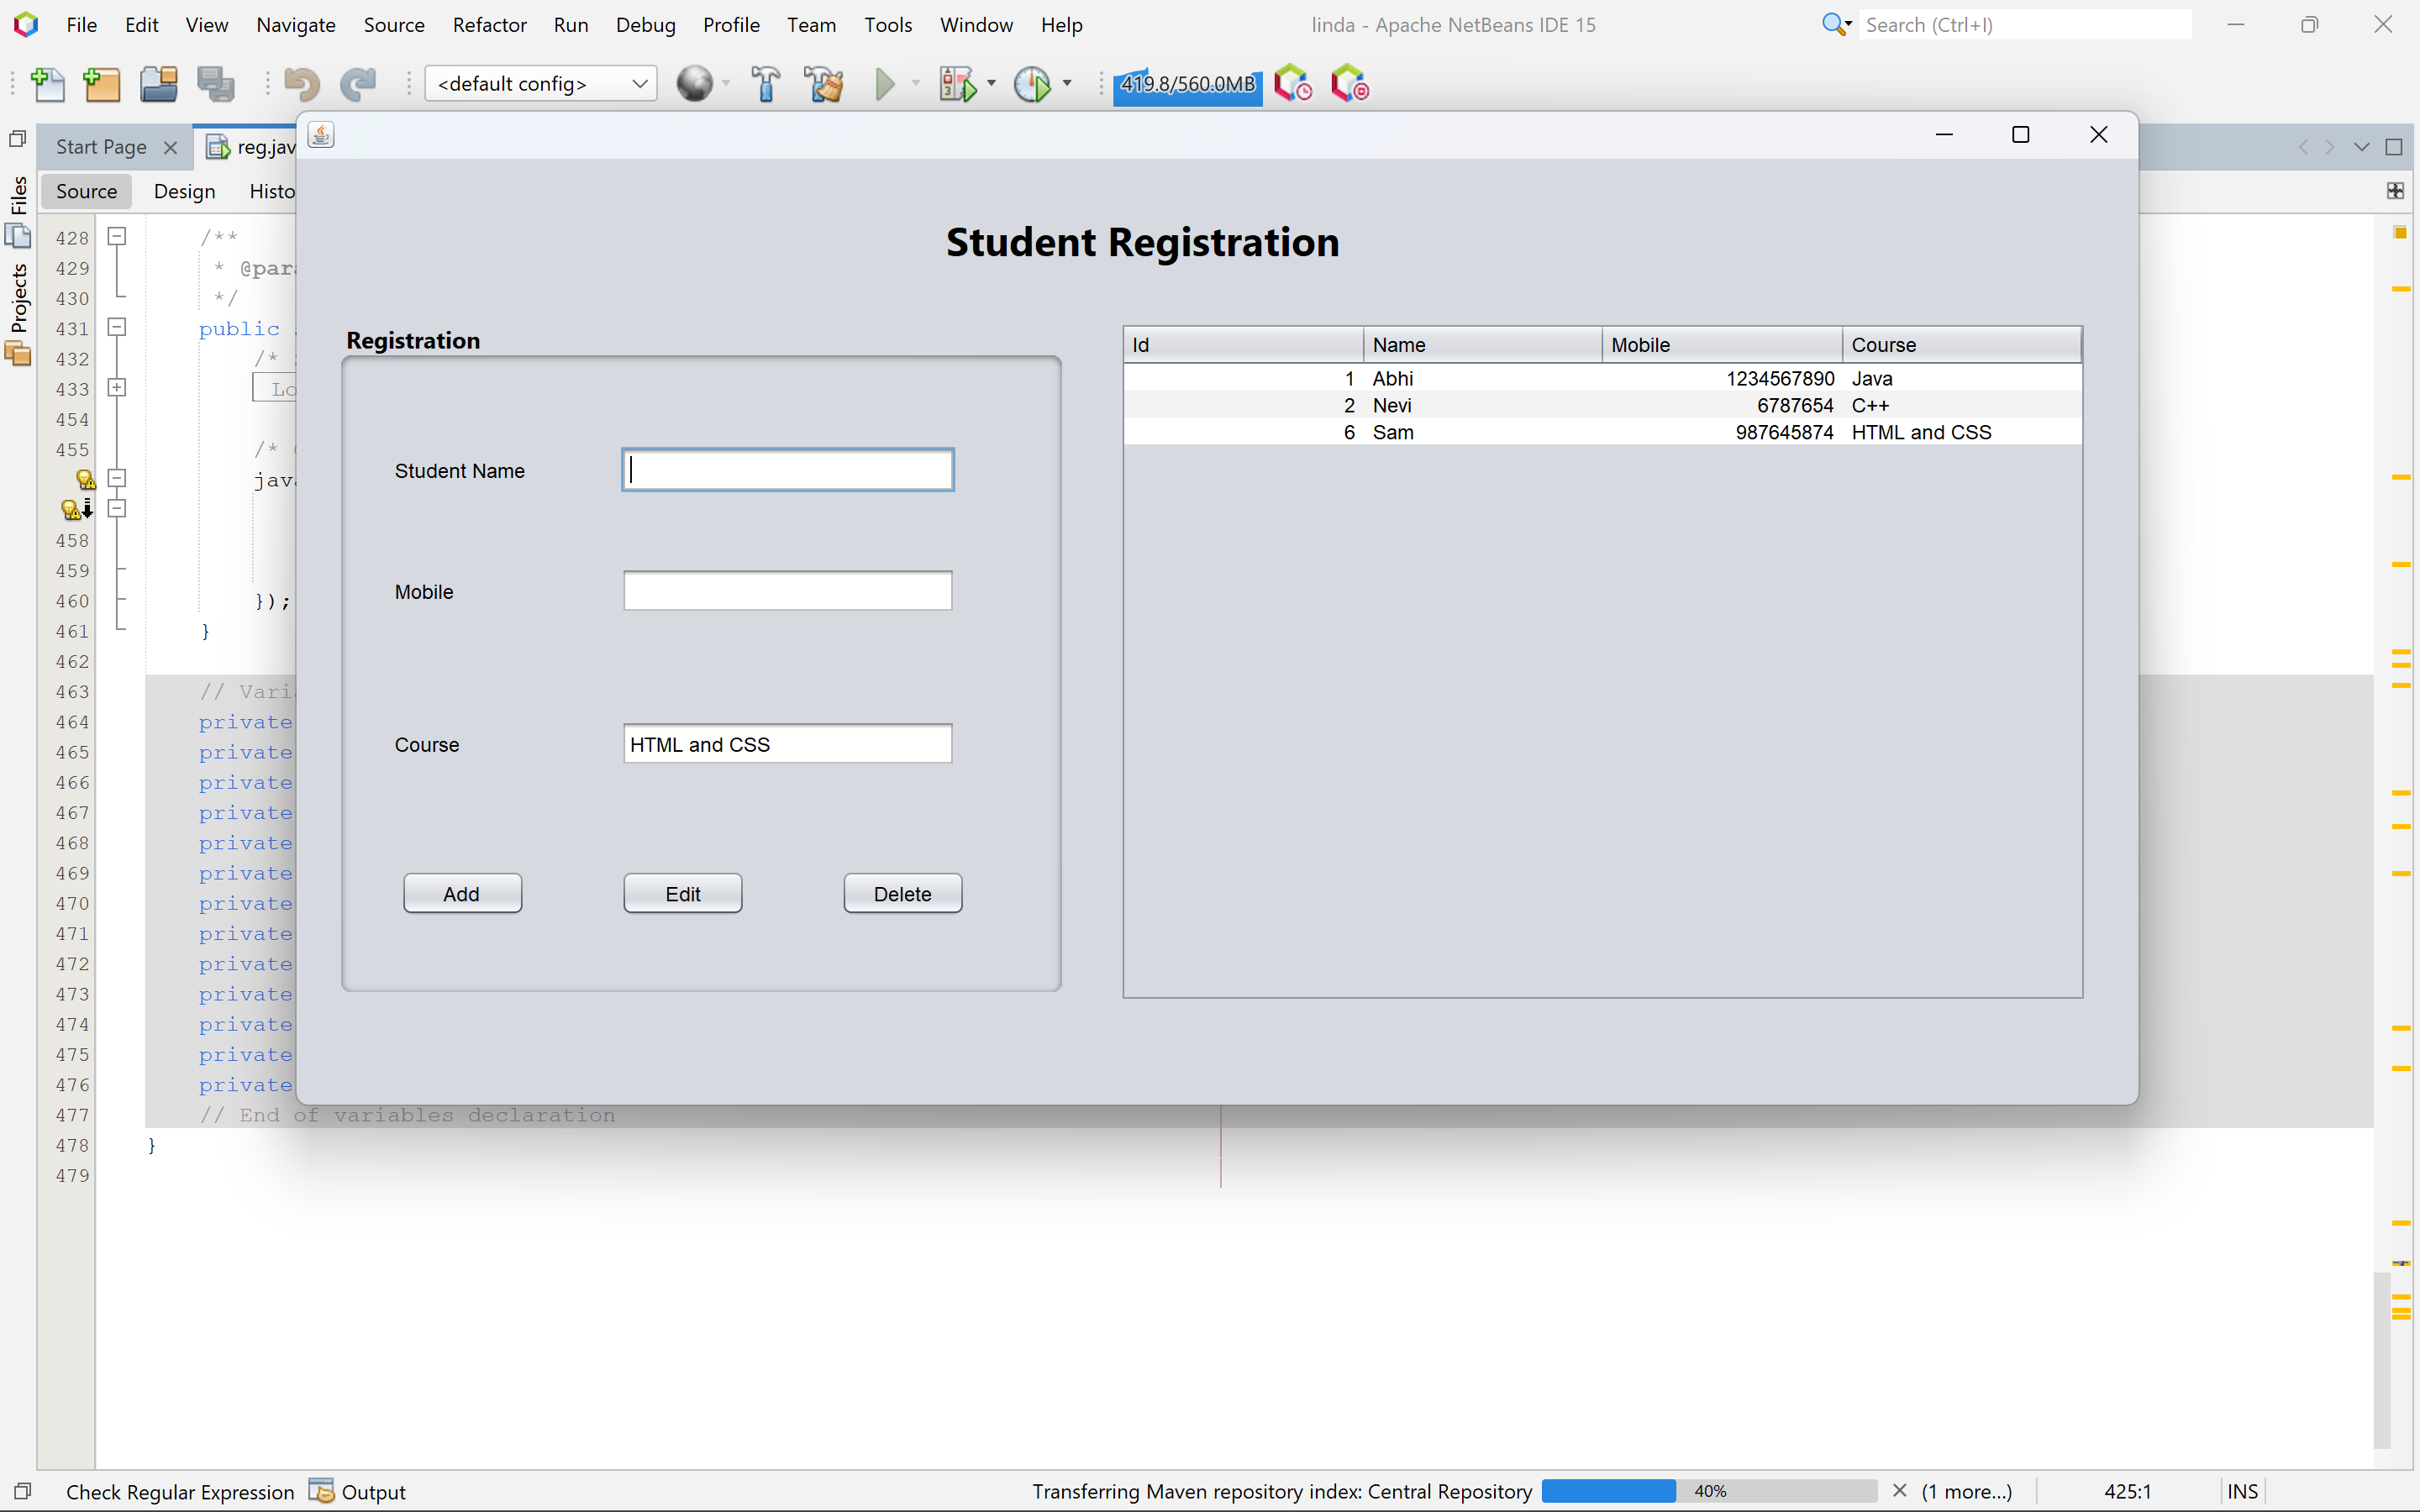 File Edit View Navigate Source Refactor Run Debug Profile Team Tools Window Help linda - Apache NetBeans IDE 15 Search (Ctrl+I)
<default config> 419.8/560.0MB
Start Page reg.jav
Source Design Histo
Files
Projects
Student Registration
Registration
Student Name
Mobile
Course HTML and CSS
Add Edit Delete
Id Name Mobile Course
1 Abhi 1234567890 Java
2 Nevi 6787654 C++
6 Sam 987645874 HTML and CSS
428 /**
429 * @para
430 */
431 public
432 /*
433 Lo
454
455 /*
java
458
459
460 });
461 }
462
463 // Vari
464 private
465 private
466 private
467 private
468 private
469 private
470 private
471 private
472 private
473 private
474 private
475 private
476 private
477 // End of variables declaration
478 }
479
Check Regular Expression Output Transferring Maven repository index: Central Repository 40% (1 more...) 425:1 INS